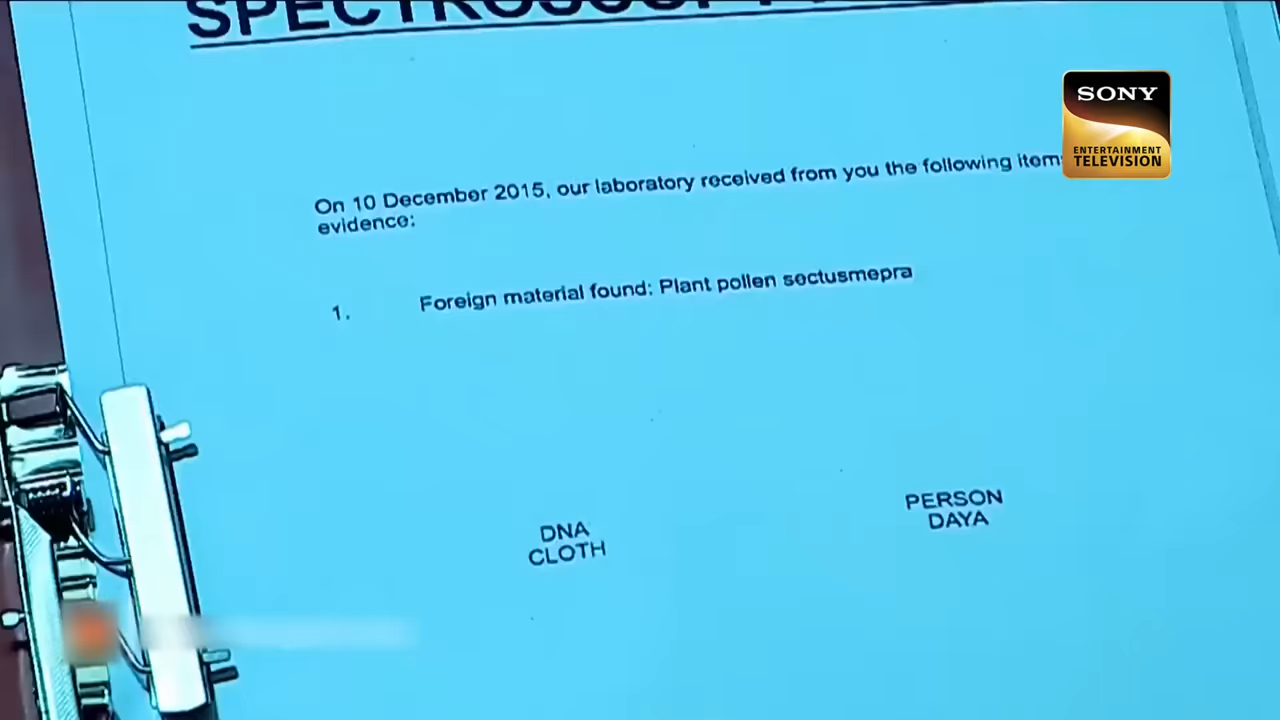 On 10 December 2015, our laboratory received from you the following
evidence:
1. Foreign material found: Plant pollen sectusmepra
DNA
CLOTH
PERSON
DAYA
SONY
ENTERTAINMENT
TELEVISION